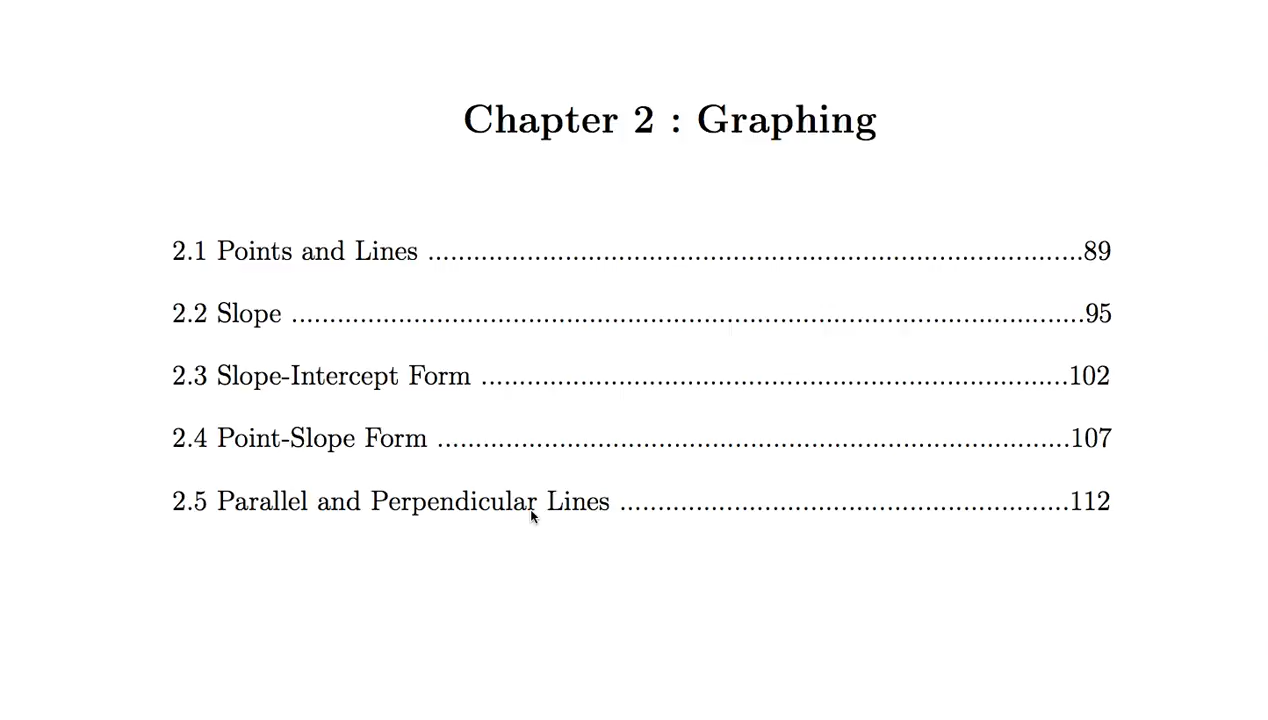 Chapter 2 : Graphing
2.1 Points and Lines ......................................................................................89
2.2 Slope ........................................................................................................95
2.3 Slope-Intercept Form .............................................................................102
2.4 Point-Slope Form ...................................................................................107
2.5 Parallel and Perpendicular Lines ...........................................................112